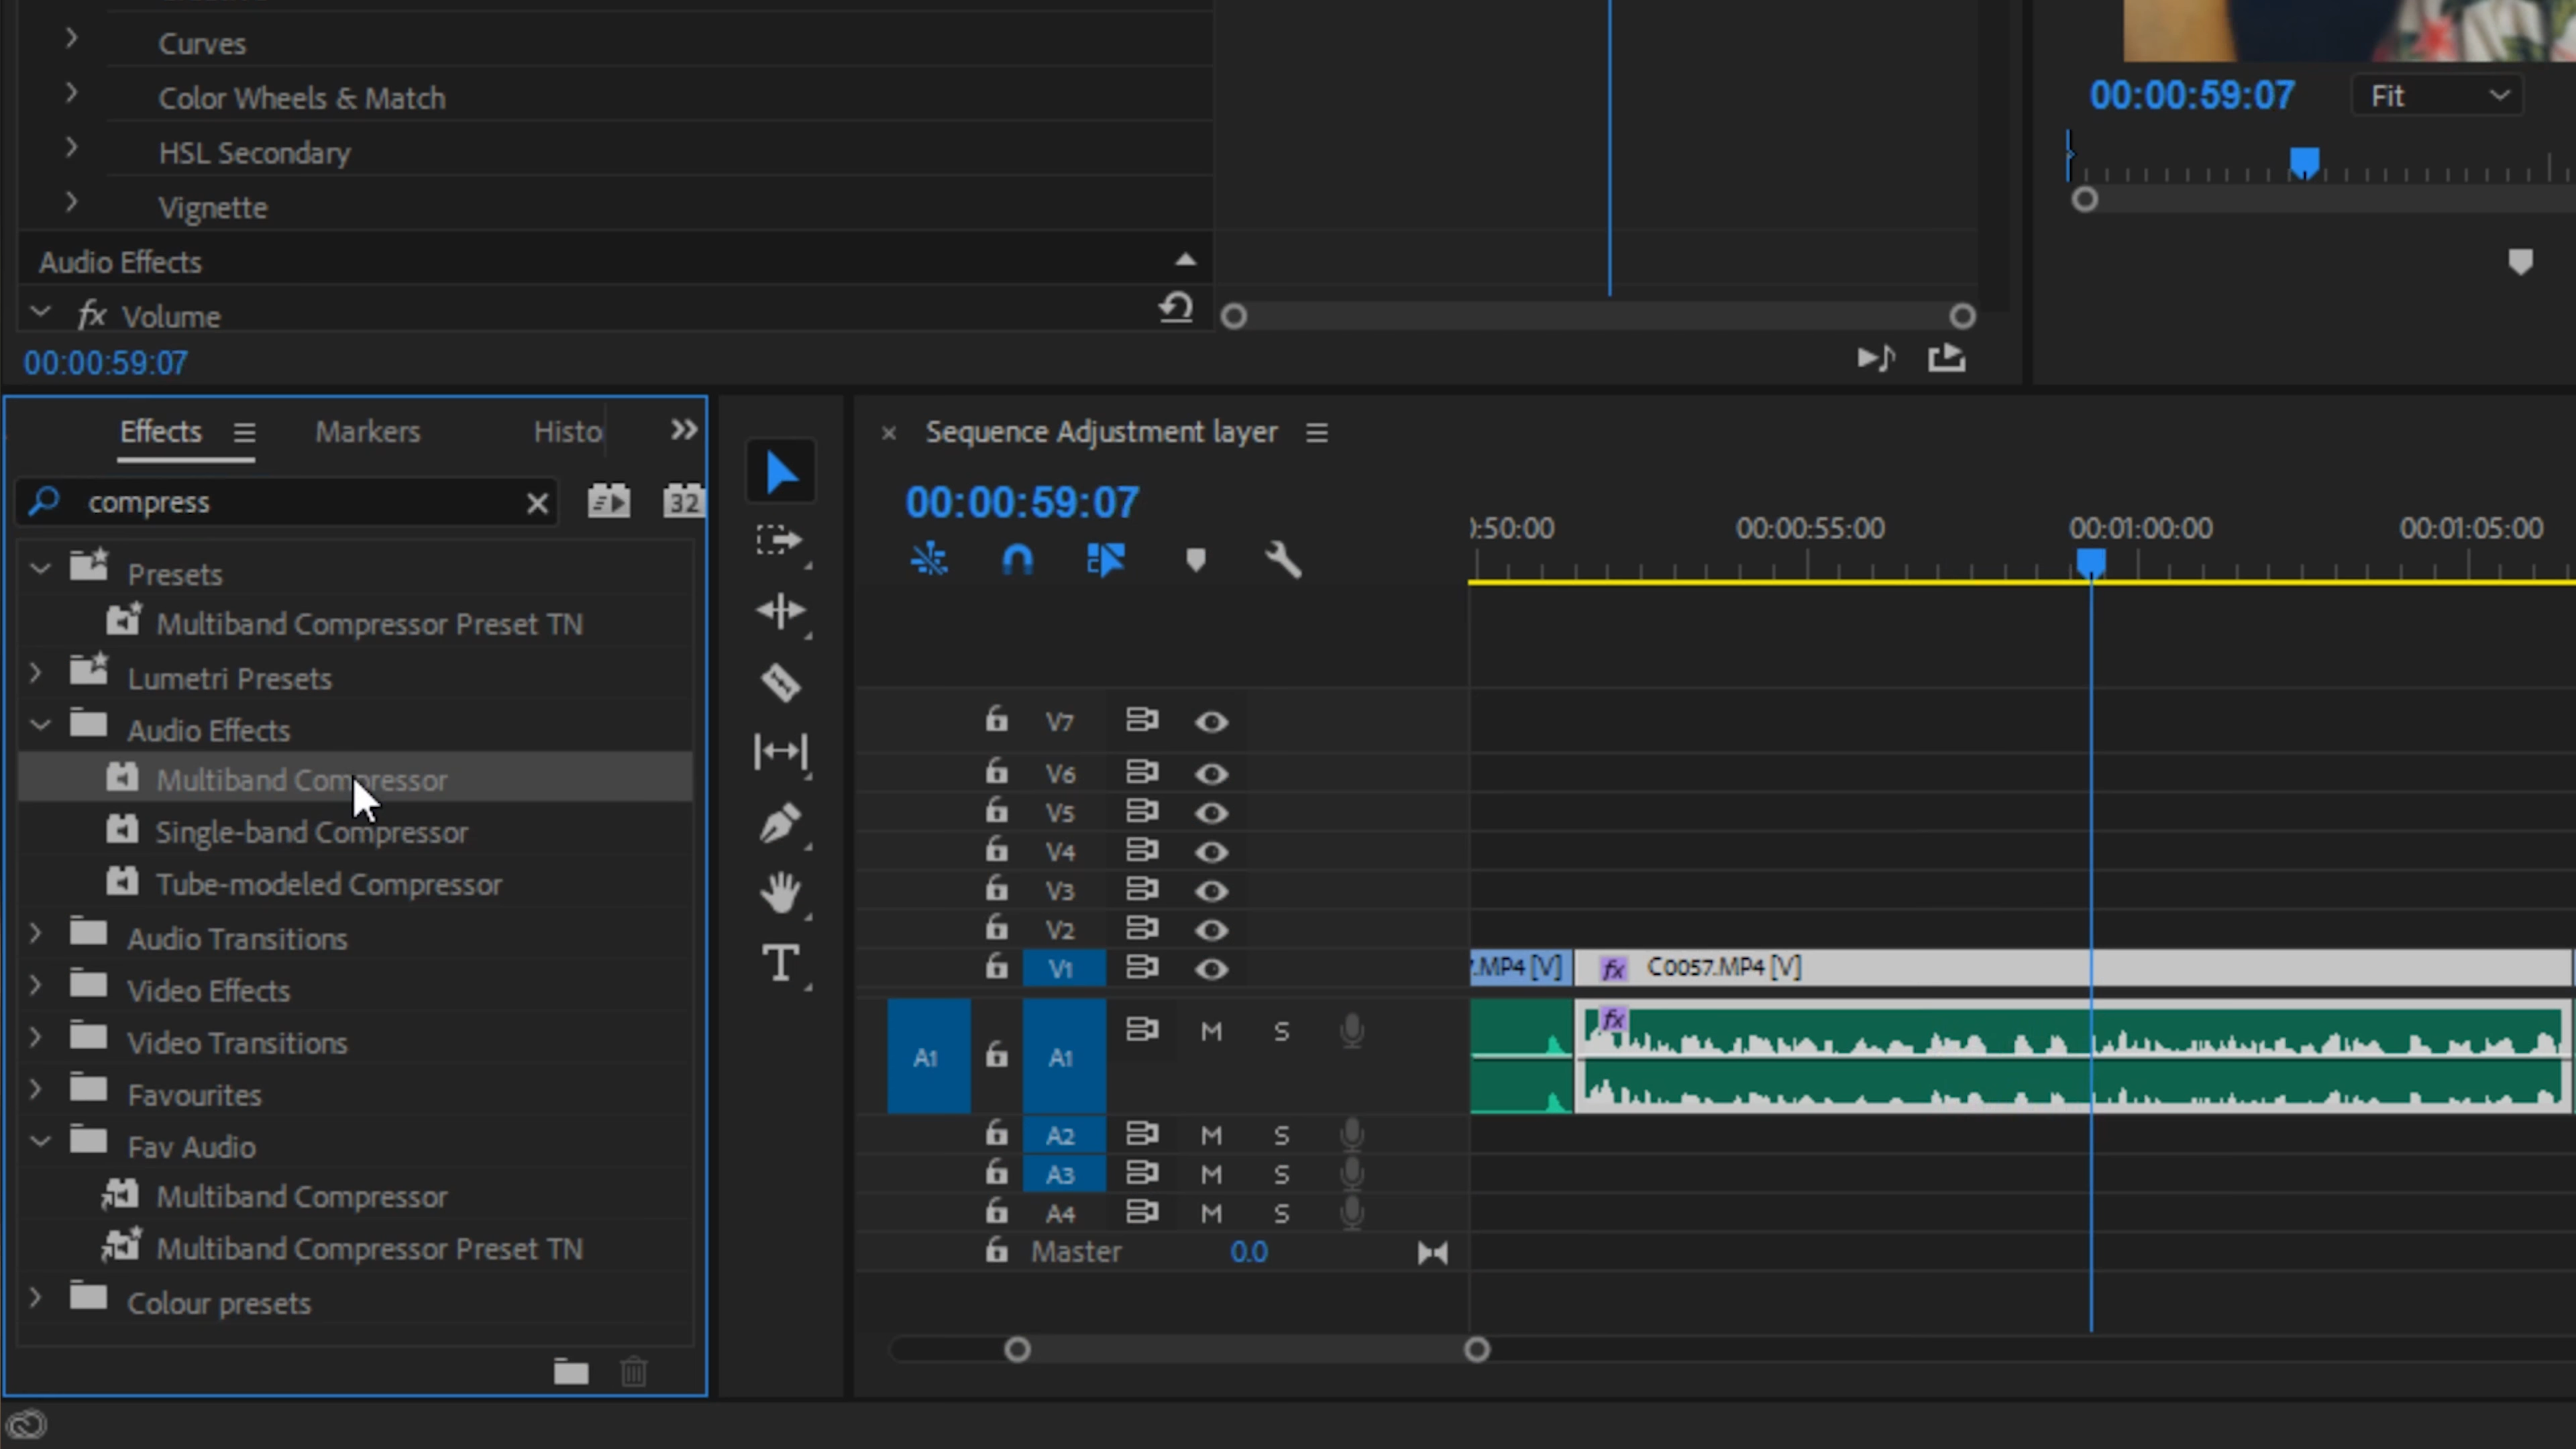 Curves
Color Wheels & Match
HSL Secondary
Vignette
Audio Effects
fx Volume
00:00:59:07
00:00:59:07
Fit
Effects
Markers
Histo
compress
32
Presets
Multiband Compressor Preset TN
Lumetri Presets
Audio Effects
Multiband Compressor
Single-band Compressor
Tube-modeled Compressor
Audio Transitions
Video Effects
Video Transitions
Favourites
Fav Audio
Multiband Compressor
Multiband Compressor Preset TN
Colour presets
T
× Sequence Adjustment layer
00:00:59:07
:50:00
00:00:55:00
00:01:00:00
00:01:05:00
V7
V6
V5
V4
V3
V2
V1
.MP4 [V]
fx C0057.MP4 [V]
A1
A1 M S
fx
A2 M S
A3 M S
A4 M S
Master 0.0